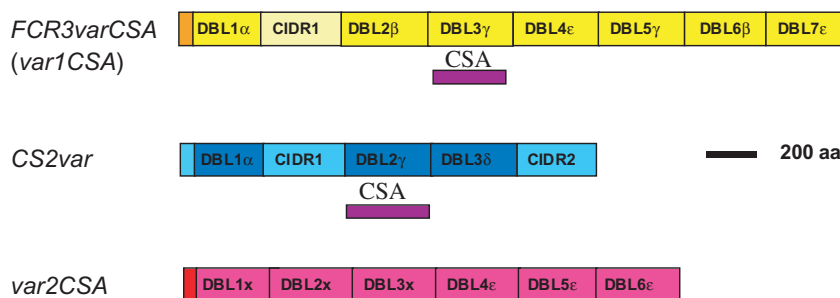 FCR3varCSA DBL1α CIDR1 DBL2β DBL3γ DBL4ε DBL5γ DBL6β DBL7ε
(var1CSA)
CSA
CS2var DBL1α CIDR1 DBL2γ DBL3δ CIDR2 200 aa
CSA
var2CSA DBL1x DBL2x DBL3x DBL4ε DBL5ε DBL6ε